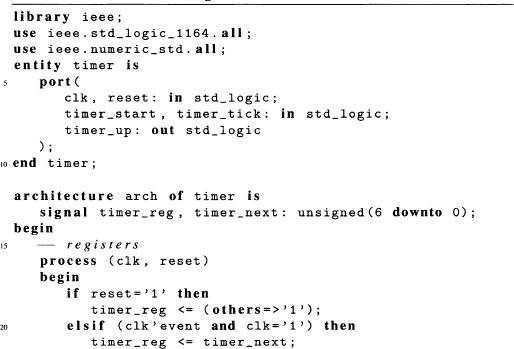 library ieee;
use ieee.std_logic_1164.all;
use ieee.numeric_std.all;
entity timer is
5 port(
clk, reset: in std_logic;
timer_start, timer_tick: in std_logic;
timer_up: out std_logic
);
10 end timer;
architecture arch of timer is
signal timer_reg, timer_next: unsigned(6 downto 0);
begin
15 -- registers
process (clk, reset)
begin
if reset='1' then
timer_reg <= (others=>'1');
20 elsif (clk'event and clk='1') then
timer_reg <= timer_next;